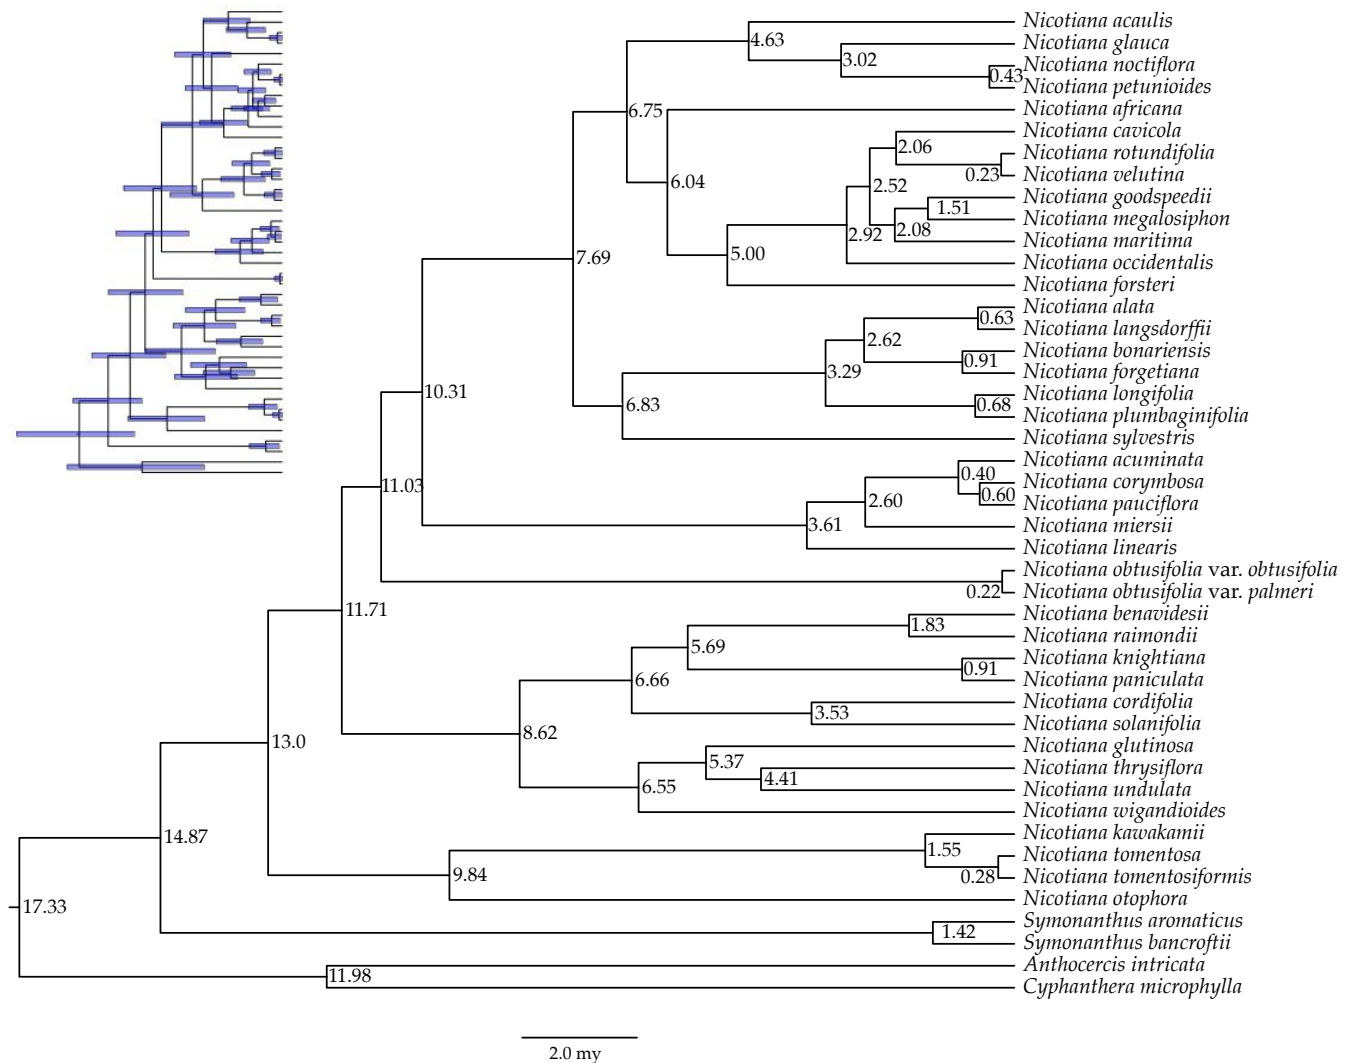 Nicotiana acaulis
4.63
Nicotiana glauca
3.02
Nicotiana noctiflora
0.43
Nicotiana petunioides
6.75
Nicotiana africana
Nicotiana cavicola
2.06
Nicotiana rotundifolia
0.23
Nicotiana velutina
6.04
2.52
Nicotiana goodspeedii
1.51
Nicotiana megalosiphon
2.92
2.08
Nicotiana maritima
5.00
Nicotiana occidentalis
7.69
Nicotiana forsteri
Nicotiana alata
0.63
Nicotiana langsdorffii
2.62
Nicotiana bonariensis
0.91
Nicotiana forgetiana
3.29
Nicotiana longifolia
10.31
6.83
0.68
Nicotiana plumbaginifolia
Nicotiana sylvestris
Nicotiana acuminata
0.40
Nicotiana corymbosa
11.03
0.60
Nicotiana pauciflora
2.60
Nicotiana miersii
3.61
Nicotiana linearis
Nicotiana obtusifolia var. obtusifolia
0.22
Nicotiana obtusifolia var. palmeri
11.71
Nicotiana benavidesii
1.83
Nicotiana raimondii
5.69
Nicotiana knightiana
0.91
Nicotiana paniculata
6.66
Nicotiana cordifolia
3.53
Nicotiana solanifolia
8.62
13.0
Nicotiana glutinosa
5.37
Nicotiana thrysiflora
4.41
Nicotiana undulata
6.55
Nicotiana wigandioides
14.87
Nicotiana kawakamii
1.55
Nicotiana tomentosa
0.28
Nicotiana tomentosiformis
9.84
Nicotiana otophora
17.33
Symonanthus aromaticus
1.42
Symonanthus bancroftii
Anthocercis intricata
11.98
Cyphanthera microphylla
2.0 my